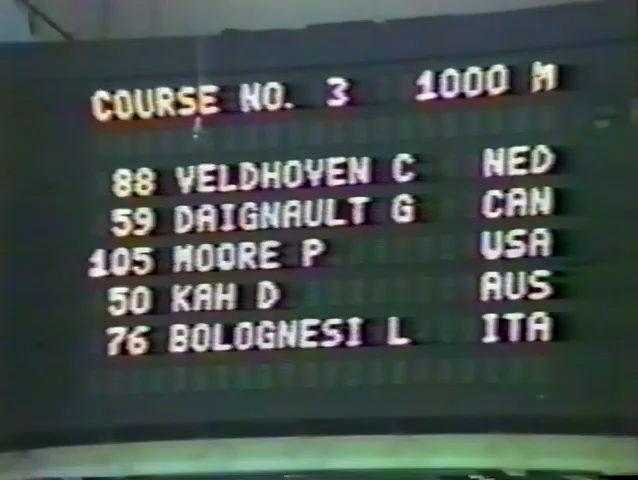 COURSE NO. 3 1000 M
88 VELDHOVEN C NED
59 DAIGNAULT G CAN
105 MOORE P USA
50 KAH D AUS
76 BOLOGNESI L ITA